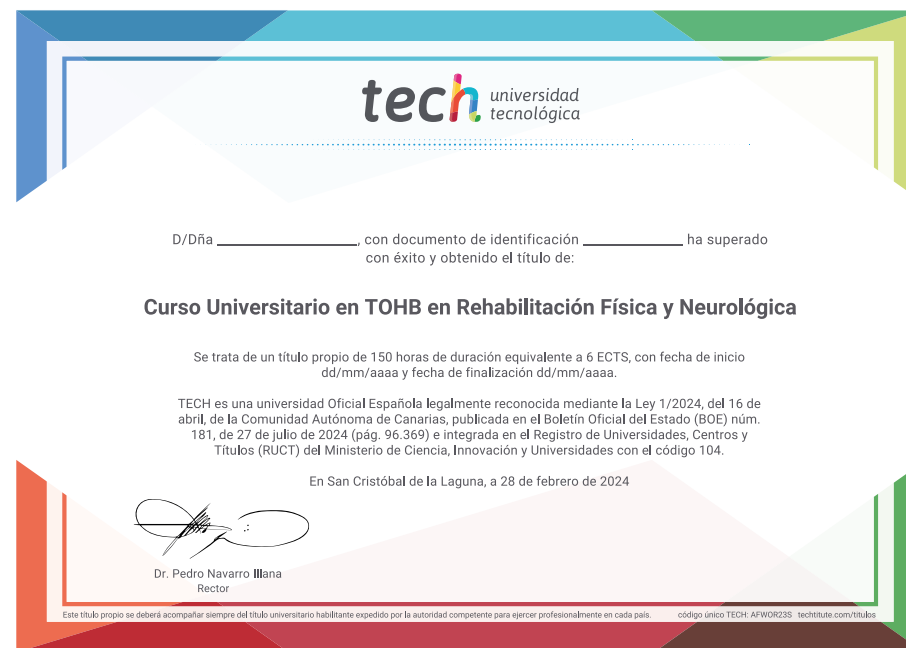 tech universidad
tecnológica
D/Dña ____________, con documento de identificación ____________ ha superado
con éxito y obtenido el título de:
Curso Universitario en TOHB en Rehabilitación Física y Neurológica
Se trata de un título propio de 150 horas de duración equivalente a 6 ECTS, con fecha de inicio
dd/mm/aaaa y fecha de finalización dd/mm/aaaa.
TECH es una universidad Oficial Española legalmente reconocida mediante la Ley 1/2024, del 16 de
abril, de la Comunidad Autónoma de Canarias, publicada en el Boletín Oficial del Estado (BOE) núm.
181, de 27 de julio de 2024 (pág. 96.369) e integrada en el Registro de Universidades, Centros y
Títulos (RUCT) del Ministerio de Ciencia, Innovación y Universidades con el código 104.
En San Cristóbal de la Laguna, a 28 de febrero de 2024
Dr. Pedro Navarro Illana
Rector
Este título propio se deberá acompañar siempre del título universitario habilitante expedido por la autoridad competente para ejercer profesionalmente en cada país. código único TECH: AFWOR23S techtitute.com/titulos